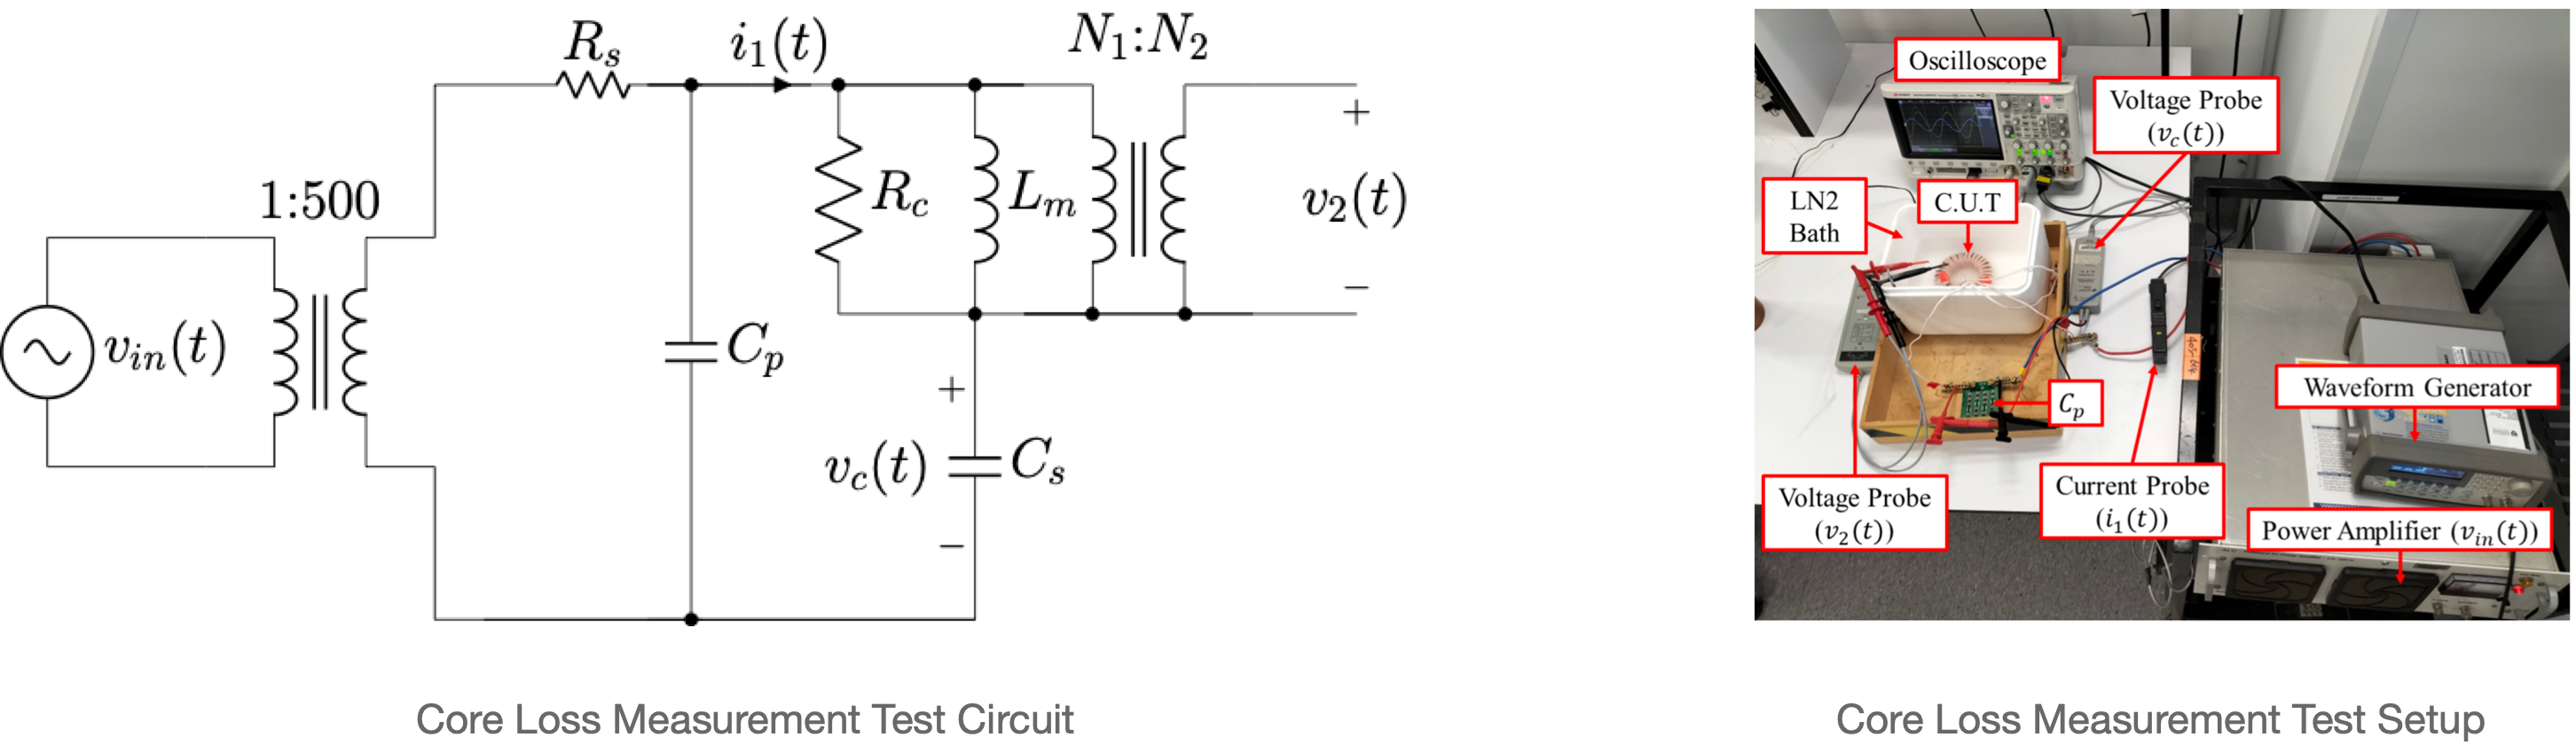 R_s
i_1(t)
N_1:N_2
1:500
v_{in}(t)
C_p
R_c
L_m
+
v_2(t)
−
+
v_c(t)
C_s
−
Core Loss Measurement Test Circuit
Oscilloscope
Voltage Probe
(v_c(t))
LN2
Bath
C.U.T
Waveform Generator
C_p
Voltage Probe
(v_2(t))
Current Probe
(i_1(t))
Power Amplifier (v_{in}(t))
Core Loss Measurement Test Setup